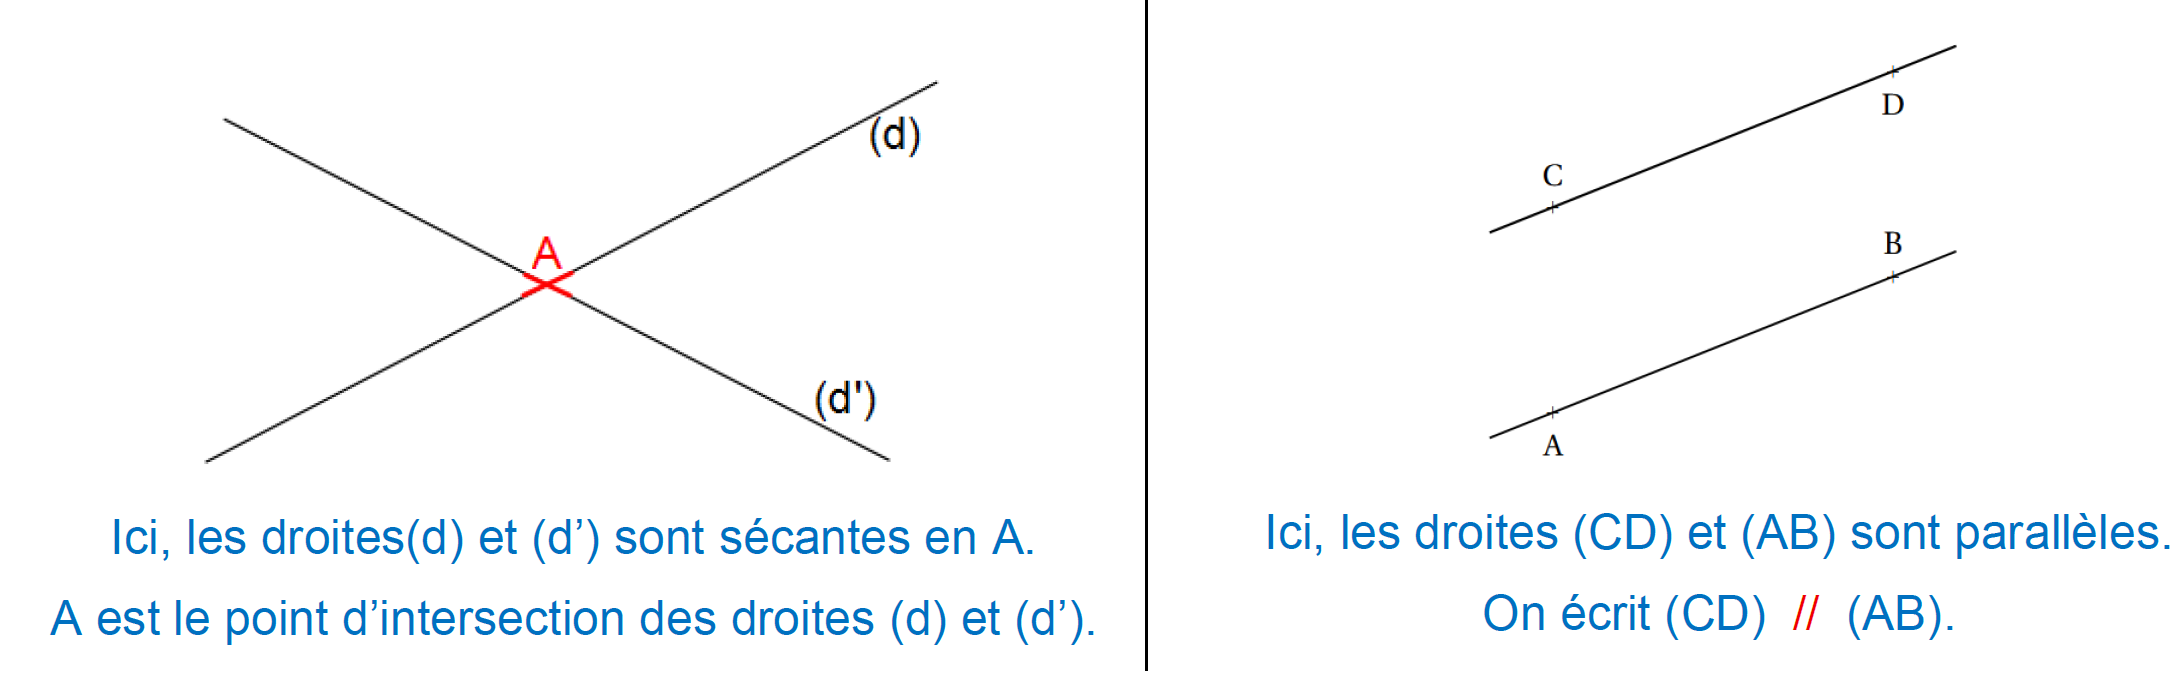 (d)
A
(d')
Ici, les droites(d) et (d’) sont sécantes en A.
A est le point d’intersection des droites (d) et (d’).
D
C
B
A
Ici, les droites (CD) et (AB) sont parallèles.
On écrit (CD) // (AB).